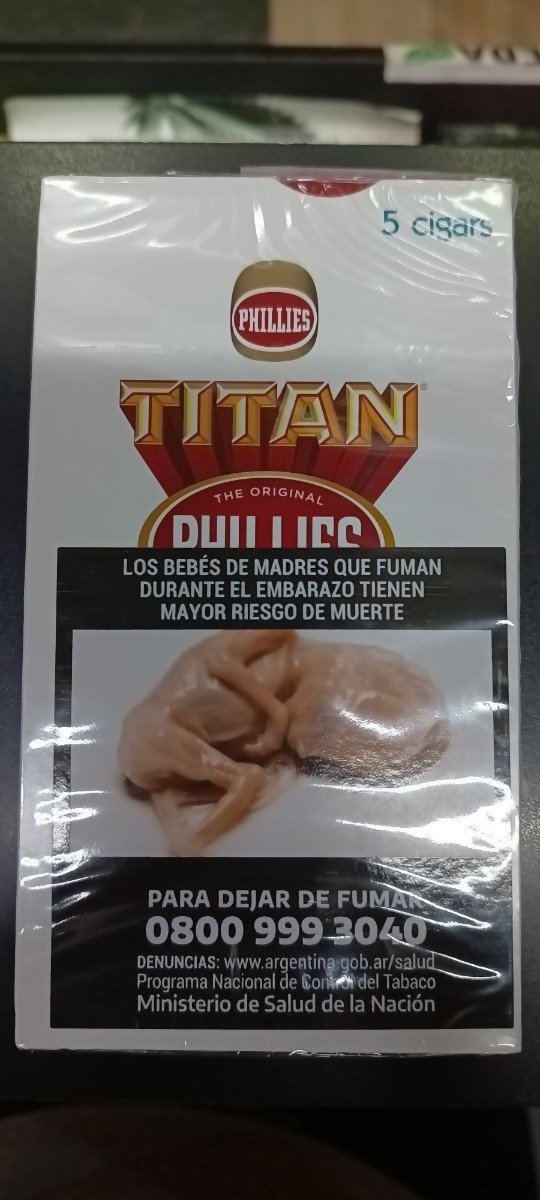 5 cigars
PHILLIES
TITAN®
THE ORIGINAL
PHILLIES
LOS BEBÉS DE MADRES QUE FUMAN
DURANTE EL EMBARAZO TIENEN
MAYOR RIESGO DE MUERTE
PARA DEJAR DE FUMAR
0800 999 3040
DENUNCIAS: www.argentina.gob.ar/salud
Programa Nacional de Control del Tabaco
Ministerio de Salud de la Nación